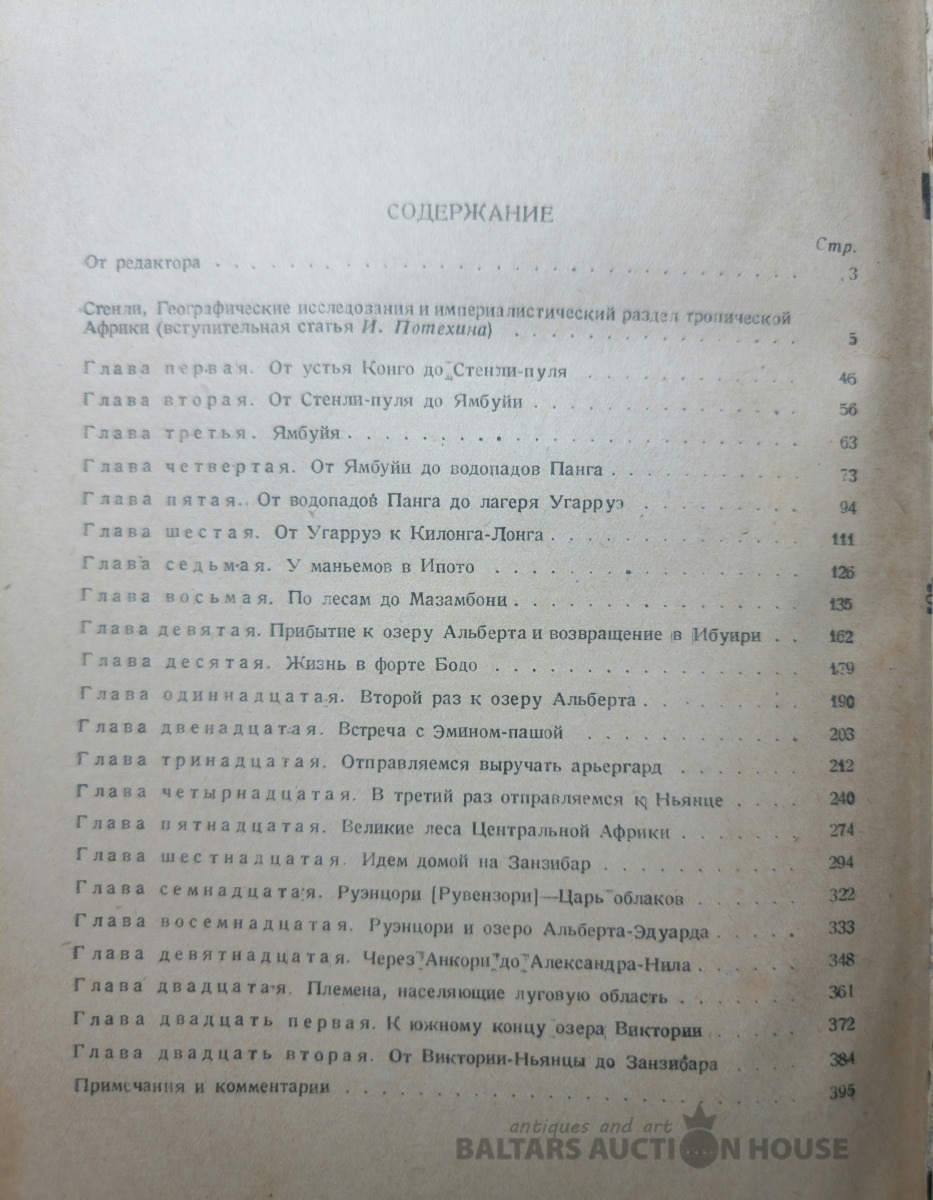 СОДЕРЖАНИЕ
Стр.
От редактора . . . . . . . . . . . . . . . . . . . . . . . 3
Стенли, Географические исследования и империалистический раздел тропической
Африки (вступительная статья И. Потехина) . . . . . . . . . . . . 5
Глава первая. От устья Конго до Стенли-пуля . . . . . . . . . . 46
Глава вторая. От Стенли-пуля до Ямбуйи . . . . . . . . . . . . 56
Глава третья. Ямбуйя . . . . . . . . . . . . . . . . . . . 63
Глава четвертая. От Ямбуйи до водопадов Панга . . . . . . . . . 73
Глава пятая. От водопадов Панга до лагеря Угарруэ . . . . . . . . 94
Глава шестая. От Угарруэ к Килонга-Лонга . . . . . . . . . . . 111
Глава седьмая. У маньемов в Ипото . . . . . . . . . . . . . . 126
Глава восьмая. По лесам до Мазамбони . . . . . . . . . . . . . 135
Глава девятая. Прибытие к озеру Альберта и возвращение в Ибуири . . 162
Глава десятая. Жизнь в форте Бодо . . . . . . . . . . . . . . 179
Глава одиннадцатая. Второй раз к озеру Альберта . . . . . . . . 190
Глава двенадцатая. Встреча с Эмином-пашой . . . . . . . . . . 203
Глава тринадцатая. Отправляемся выручать арьергард . . . . . . 212
Глава четырнадцатая. В третий раз отправляемся к Ньянце . . . . 240
Глава пятнадцатая. Великие леса Центральной Африки . . . . . . 274
Глава шестнадцатая. Идем домой на Занзибар . . . . . . . . . . 294
Глава семнадцатая. Руэнцори [Рувензори]—Царь облаков . . . . . 322
Глава восемнадцатая. Руэнцори и озеро Альберта-Эдуарда . . . . . 333
Глава девятнадцатая. Через Анкори до Александра-Нила . . . . . 348
Глава двадцатая. Племена, населяющие луговую область . . . . . . 361
Глава двадцать первая. К южному концу озера Виктории . . . . . 372
Глава двадцать вторая. От Виктории-Ньянцы до Занзибара . . . . 384
Примечания и комментарии . . . . . . . . . . . . . . . . . . 395
antiques and art
BALTARS AUCTION HOUSE